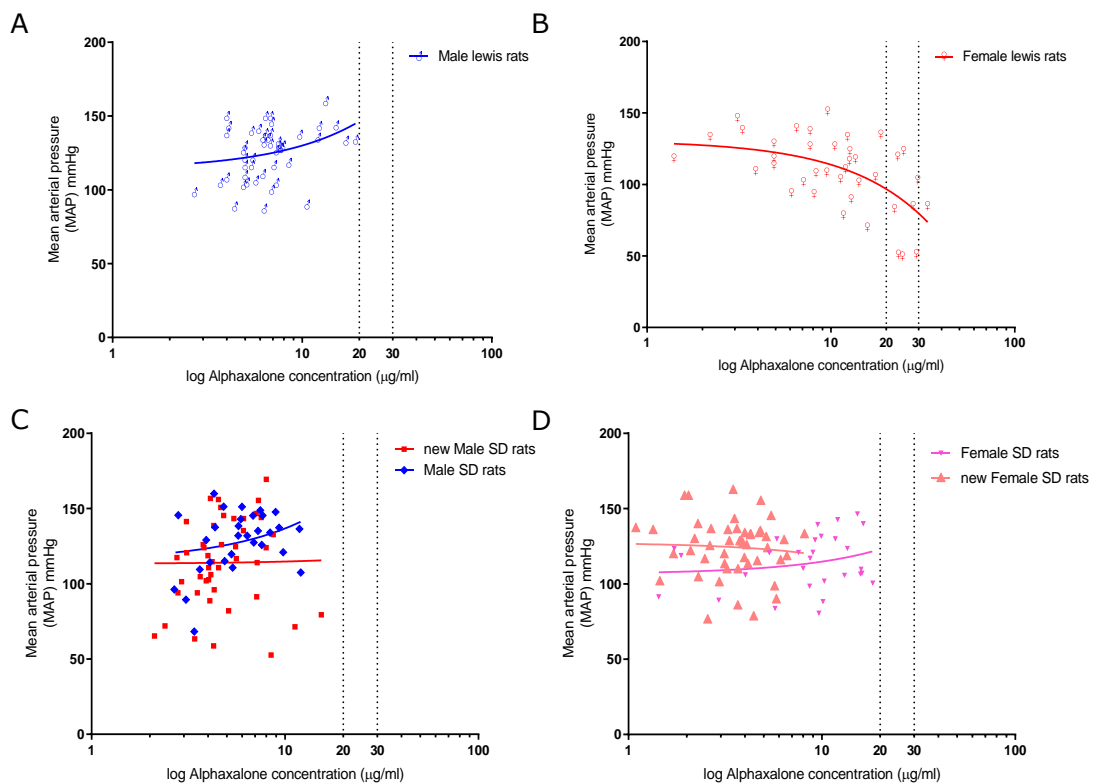 A
200
150
100
50
0
Mean arterial pressure
(MAP) mmHg
Male lewis rats
1
10
20
30
100
log Alphaxalone concentration (μg/ml)
B
200
150
100
50
0
Mean arterial pressure
(MAP) mmHg
Female lewis rats
1
10
20
30
100
log Alphaxalone concentration (μg/ml)
C
200
150
100
50
0
Mean arterial pressure
(MAP) mmHg
new Male SD rats
Male SD rats
1
10
20
30
100
log Alphaxalone concentration (μg/ml)
D
200
150
100
50
0
Mean arterial pressure
(MAP) mmHg
Female SD rats
new Female SD rats
1
10
20
30
100
log Alphaxalone concentration (μg/ml)